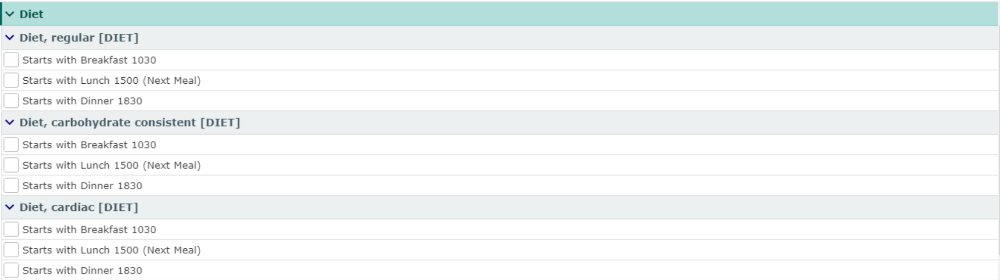 Diet
Diet, regular [DIET]
Starts with Breakfast 1030
Starts with Lunch 1500 (Next Meal)
Starts with Dinner 1830
Diet, carbohydrate consistent [DIET]
Starts with Breakfast 1030
Starts with Lunch 1500 (Next Meal)
Starts with Dinner 1830
Diet, cardiac [DIET]
Starts with Breakfast 1030
Starts with Lunch 1500 (Next Meal)
Starts with Dinner 1830